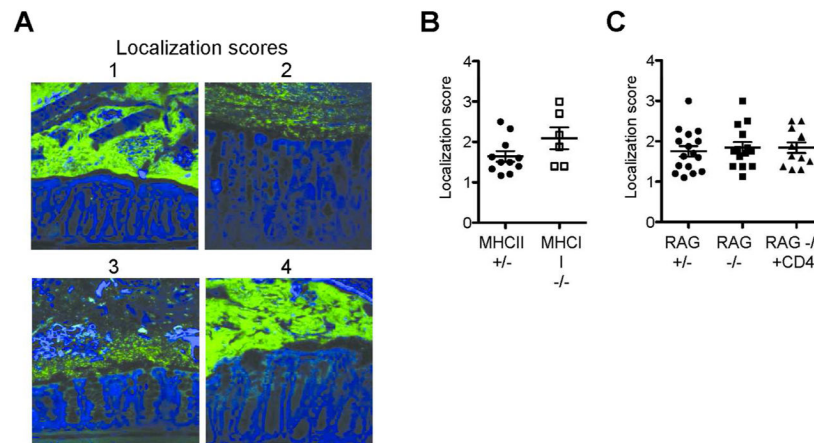 A
Localization scores
1
2
3
4
B
Localization score
4
3
2
1
0
MHCII
+/-
MHCI
I
-/-
C
Localization score
4
3
2
1
0
RAG
+/-
RAG
-/-
RAG -/
+CD4